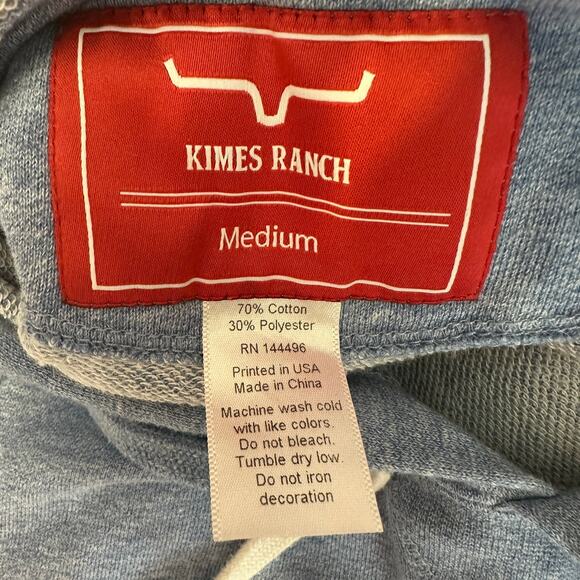 KIMES RANCH
Medium
70% Cotton
30% Polyester
RN 144496
Printed in USA
Made in China
Machine wash cold
with like colors.
Do not bleach.
Tumble dry low.
Do not iron
decoration